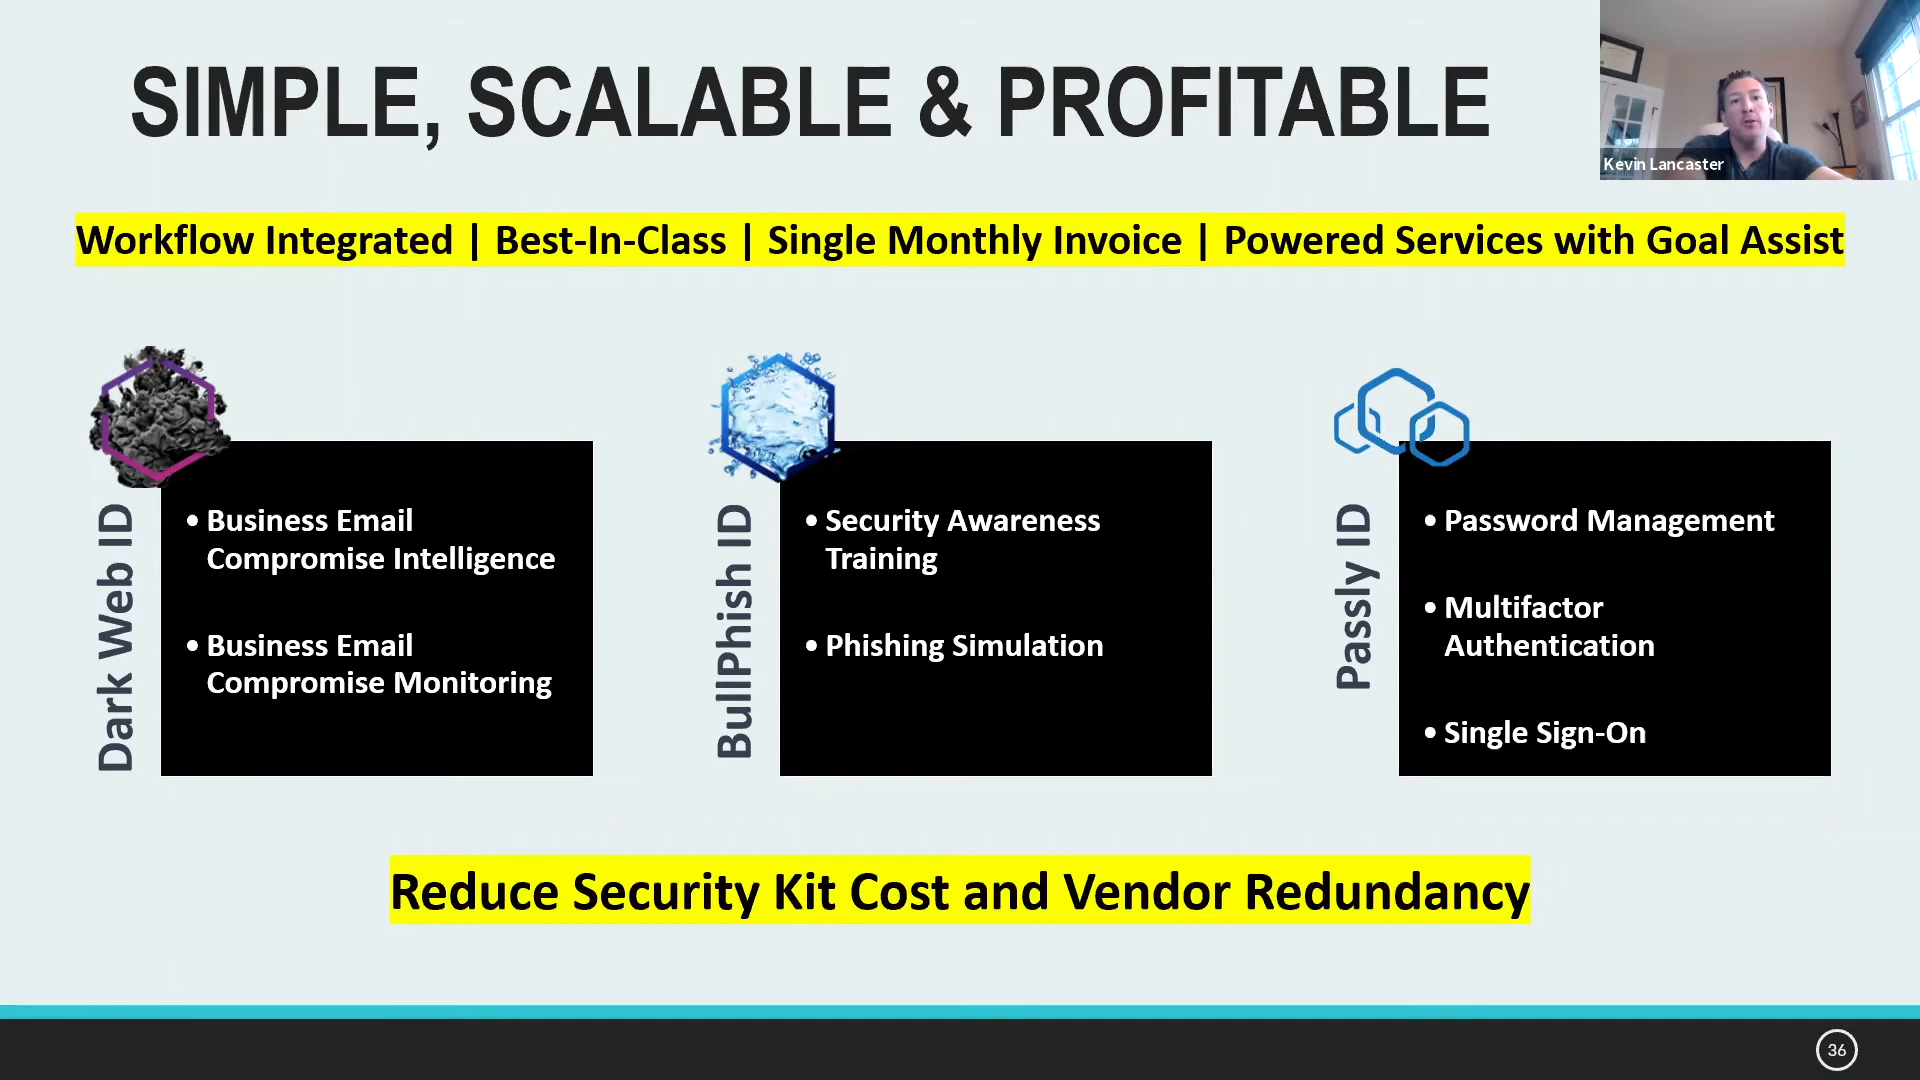 SIMPLE, SCALABLE & PROFITABLE
Kevin Lancaster
Workflow Integrated | Best-In-Class | Single Monthly Invoice | Powered Services with Goal Assist
Dark Web ID
• Business Email
Compromise Intelligence
• Business Email
Compromise Monitoring
BullPhish ID
• Security Awareness
Training
• Phishing Simulation
Passly ID
• Password Management
• Multifactor
Authentication
• Single Sign-On
Reduce Security Kit Cost and Vendor Redundancy
36